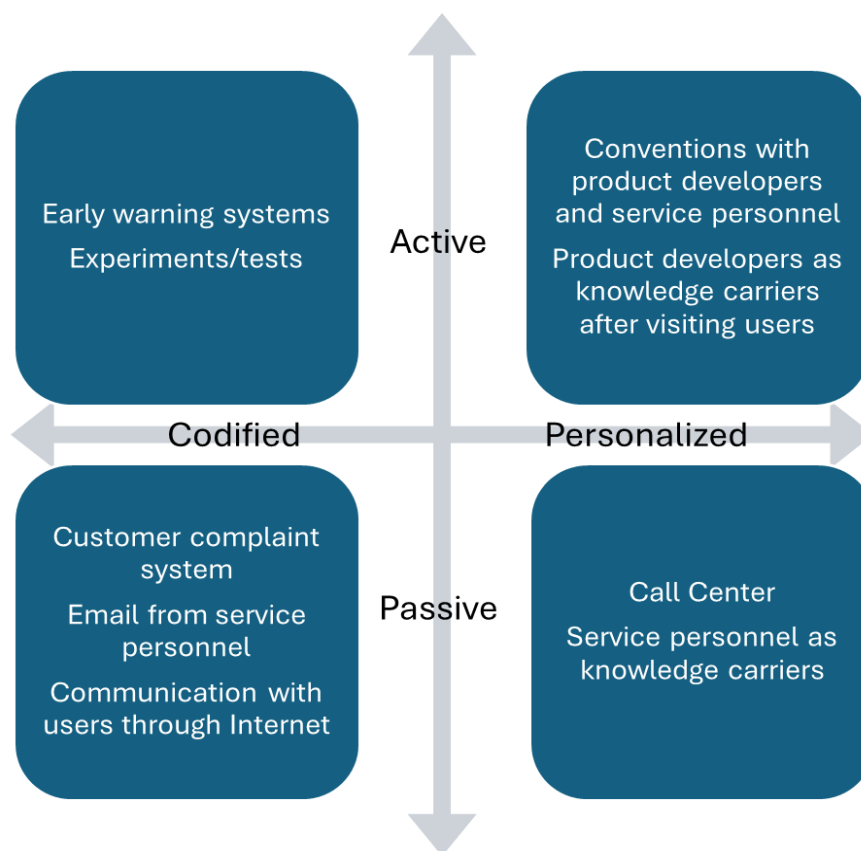 Early warning systems
Experiments/tests
Conventions with
product developers
and service personnel
Product developers as
knowledge carriers
after visiting users
Active
Codified
Personalized
Customer complaint
system
Email from service
personnel
Communication with
users through Internet
Passive
Call Center
Service personnel as
knowledge carriers